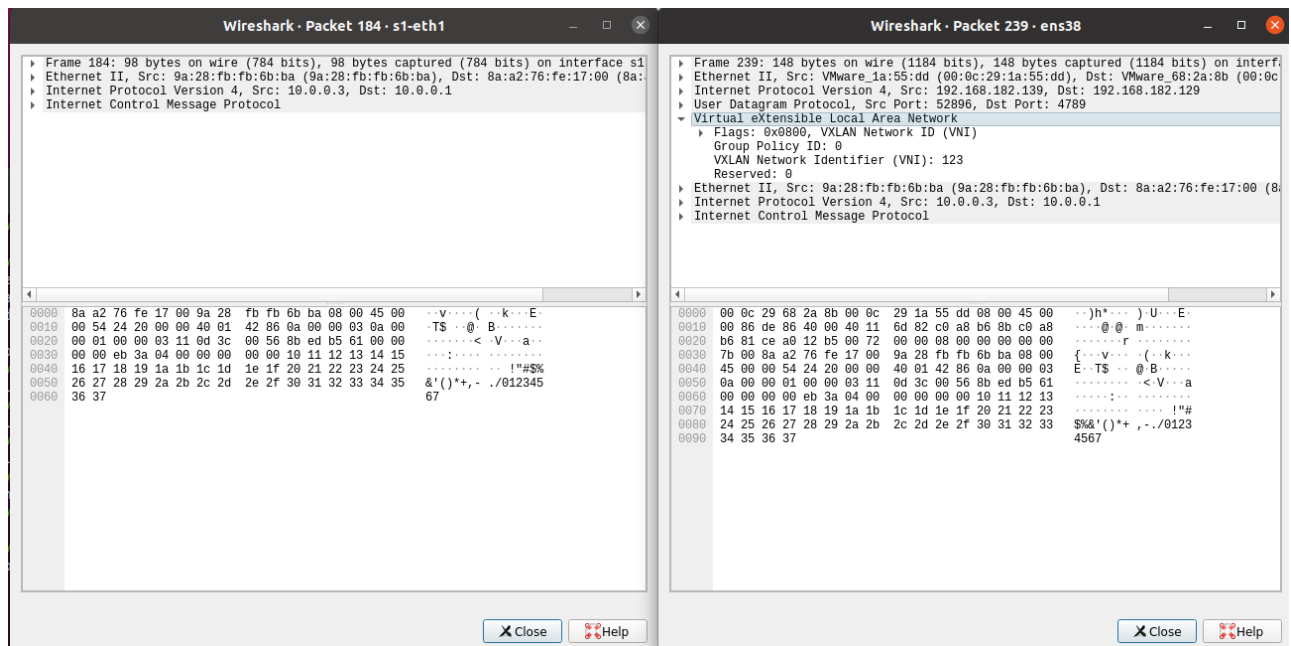 Wireshark · Packet 184 · s1-eth1
Frame 184: 98 bytes on wire (784 bits), 98 bytes captured (784 bits) on interface s1
Ethernet II, Src: 9a:28:fb:fb:6b:ba (9a:28:fb:fb:6b:ba), Dst: 8a:a2:76:fe:17:00 (8a:
Internet Protocol Version 4, Src: 10.0.0.3, Dst: 10.0.0.1
Internet Control Message Protocol
0000 8a a2 76 fe 17 00 9a 28 fb fb 6b ba 08 00 45 00 ··v····( ··k···E·
0010 00 54 24 20 00 00 40 01 42 86 0a 00 00 03 0a 00 ·T$ ··@· B·······
0020 00 01 00 00 03 11 0d 3c 00 56 8b ed b5 61 00 00 ·······< ·V···a··
0030 00 00 eb 3a 04 00 00 00 00 00 10 11 12 13 14 15 ···:···· ········
0040 16 17 18 19 1a 1b 1c 1d 1e 1f 20 21 22 23 24 25 ········ ·· !"#$%
0050 26 27 28 29 2a 2b 2c 2d 2e 2f 30 31 32 33 34 35 &'()*+,- ./012345
0060 36 37 67
Close
Help
Wireshark · Packet 239 · ens38
Frame 239: 148 bytes on wire (1184 bits), 148 bytes captured (1184 bits) on interf
Ethernet II, Src: VMware_1a:55:dd (00:0c:29:1a:55:dd), Dst: VMware_68:2a:8b (00:0c
Internet Protocol Version 4, Src: 192.168.182.139, Dst: 192.168.182.129
User Datagram Protocol, Src Port: 52896, Dst Port: 4789
Virtual eXtensible Local Area Network
Flags: 0x0800, VXLAN Network ID (VNI)
Group Policy ID: 0
VXLAN Network Identifier (VNI): 123
Reserved: 0
Ethernet II, Src: 9a:28:fb:fb:6b:ba (9a:28:fb:fb:6b:ba), Dst: 8a:a2:76:fe:17:00 (8a
Internet Protocol Version 4, Src: 10.0.0.3, Dst: 10.0.0.1
Internet Control Message Protocol
0000 00 0c 29 68 2a 8b 00 0c 29 1a 55 dd 08 00 45 00 ··)h*··· )·U···E·
0010 00 86 de 86 40 00 40 11 6d 82 c0 a8 b6 8b c0 a8 ····@·@· m·······
0020 b6 81 ce a0 12 b5 00 72 00 00 08 00 00 00 00 00 ·······r ········
0030 7b 00 8a a2 76 fe 17 00 9a 28 fb fb 6b ba 08 00 {···v··· ·(··k···
0040 45 00 00 54 24 20 00 00 40 01 42 86 0a 00 00 03 E··T$ ·· @·B·····
0050 0a 00 00 01 00 00 03 11 0d 3c 00 56 8b ed b5 61 ········ ·<·V···a
0060 00 00 00 00 eb 3a 04 00 00 00 00 00 10 11 12 13 ·····:·· ········
0070 14 15 16 17 18 19 1a 1b 1c 1d 1e 1f 20 21 22 23 ········ ···· !"#
0080 24 25 26 27 28 29 2a 2b 2c 2d 2e 2f 30 31 32 33 $%&'()*+ ,-./0123
0090 34 35 36 37 4567
Close
Help